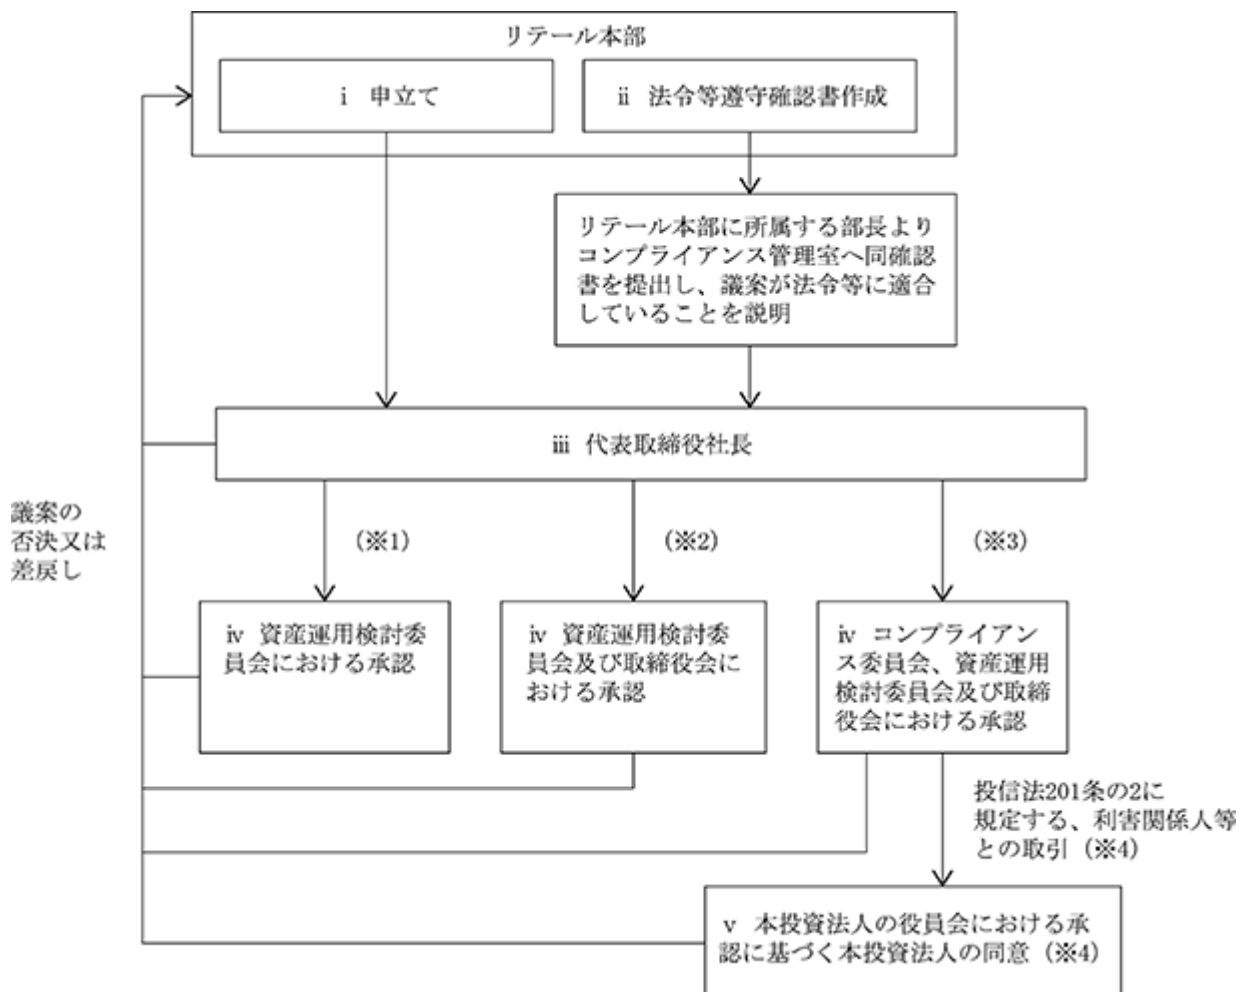 リテール本部
ⅰ 申立て
ⅱ 法令等遵守確認書作成
リテール本部に所属する部長より
コンプライアンス管理室へ同確認
書を提出し、議案が法令等に適合
していることを説明
ⅲ 代表取締役社長
議案の
否決又は
差戻し
(※1)
(※2)
(※3)
ⅳ 資産運用検討委
員会における承認
ⅳ 資産運用検討委
員会及び取締役会に
おける承認
ⅳ コンプライアン
ス委員会、資産運用
検討委員会及び取締
役会における承認
投信法201条の2に
規定する、利害関係人等
との取引（※4）
ⅴ 本投資法人の役員会における承
認に基づく本投資法人の同意（※4）